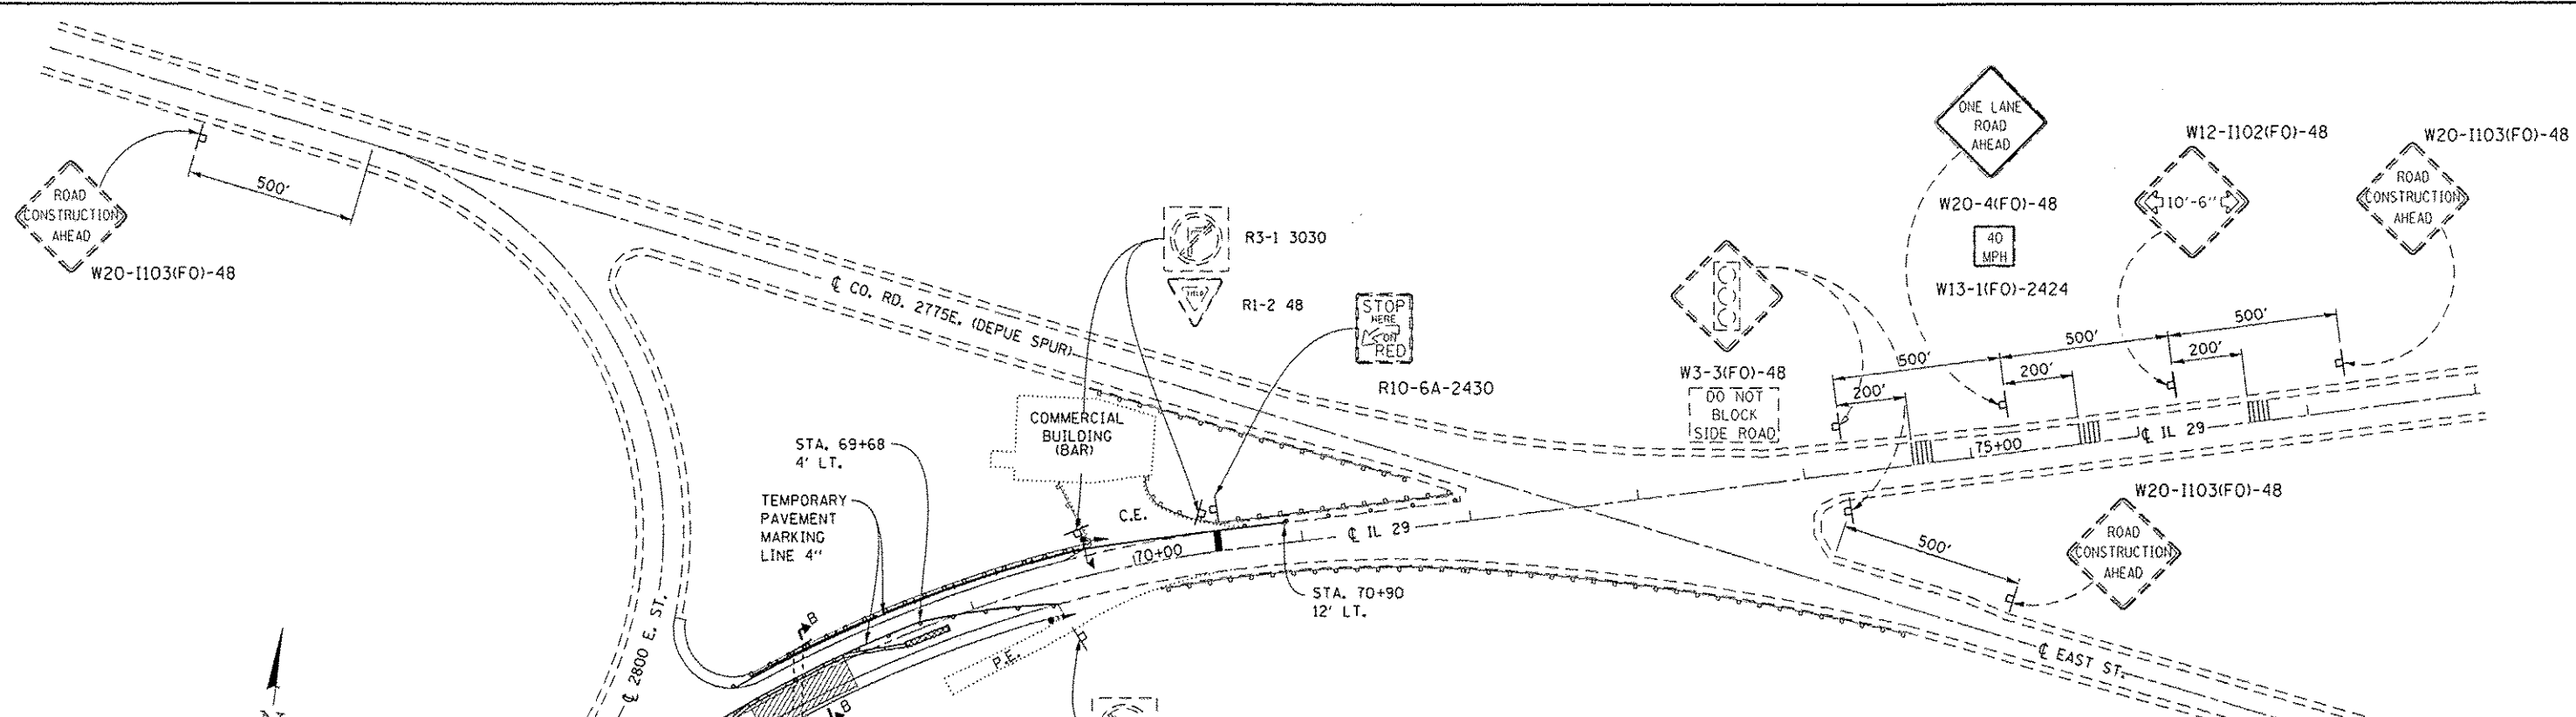 ROAD
CONSTRUCTION
AHEAD
W20-I103(FO)-48
500'
℄ CO. RD. 2775E. (DEPUE SPUR)
R3-1 3030
YIELD
R1-2 48
STOP
HERE
ON
RED
R10-6A-2430
COMMERCIAL
BUILDING
(BAR)
STA. 69+68
4' LT.
TEMPORARY
PAVEMENT
MARKING
LINE 4"
C.E.
70+00
℄ IL 29
STA. 70+90
12' LT.
P.E.
B
B
℄ 2800 E. ST.
N
W3-3(FO)-48
DO NOT
BLOCK
SIDE ROAD
ONE LANE
ROAD
AHEAD
W20-4(FO)-48
40
MPH
W13-1(FO)-2424
W12-I102(FO)-48
10'-6"
W20-I103(FO)-48
ROAD
CONSTRUCTION
AHEAD
500'
500'
500'
200'
200'
200'
75+00
℄ IL 29
W20-I103(FO)-48
ROAD
CONSTRUCTION
AHEAD
500'
℄ EAST ST.